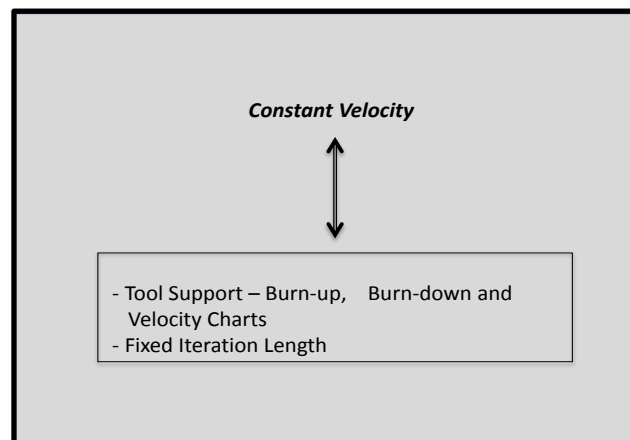 Constant Velocity
- Tool Support – Burn-up, Burn-down and
Velocity Charts
- Fixed Iteration Length